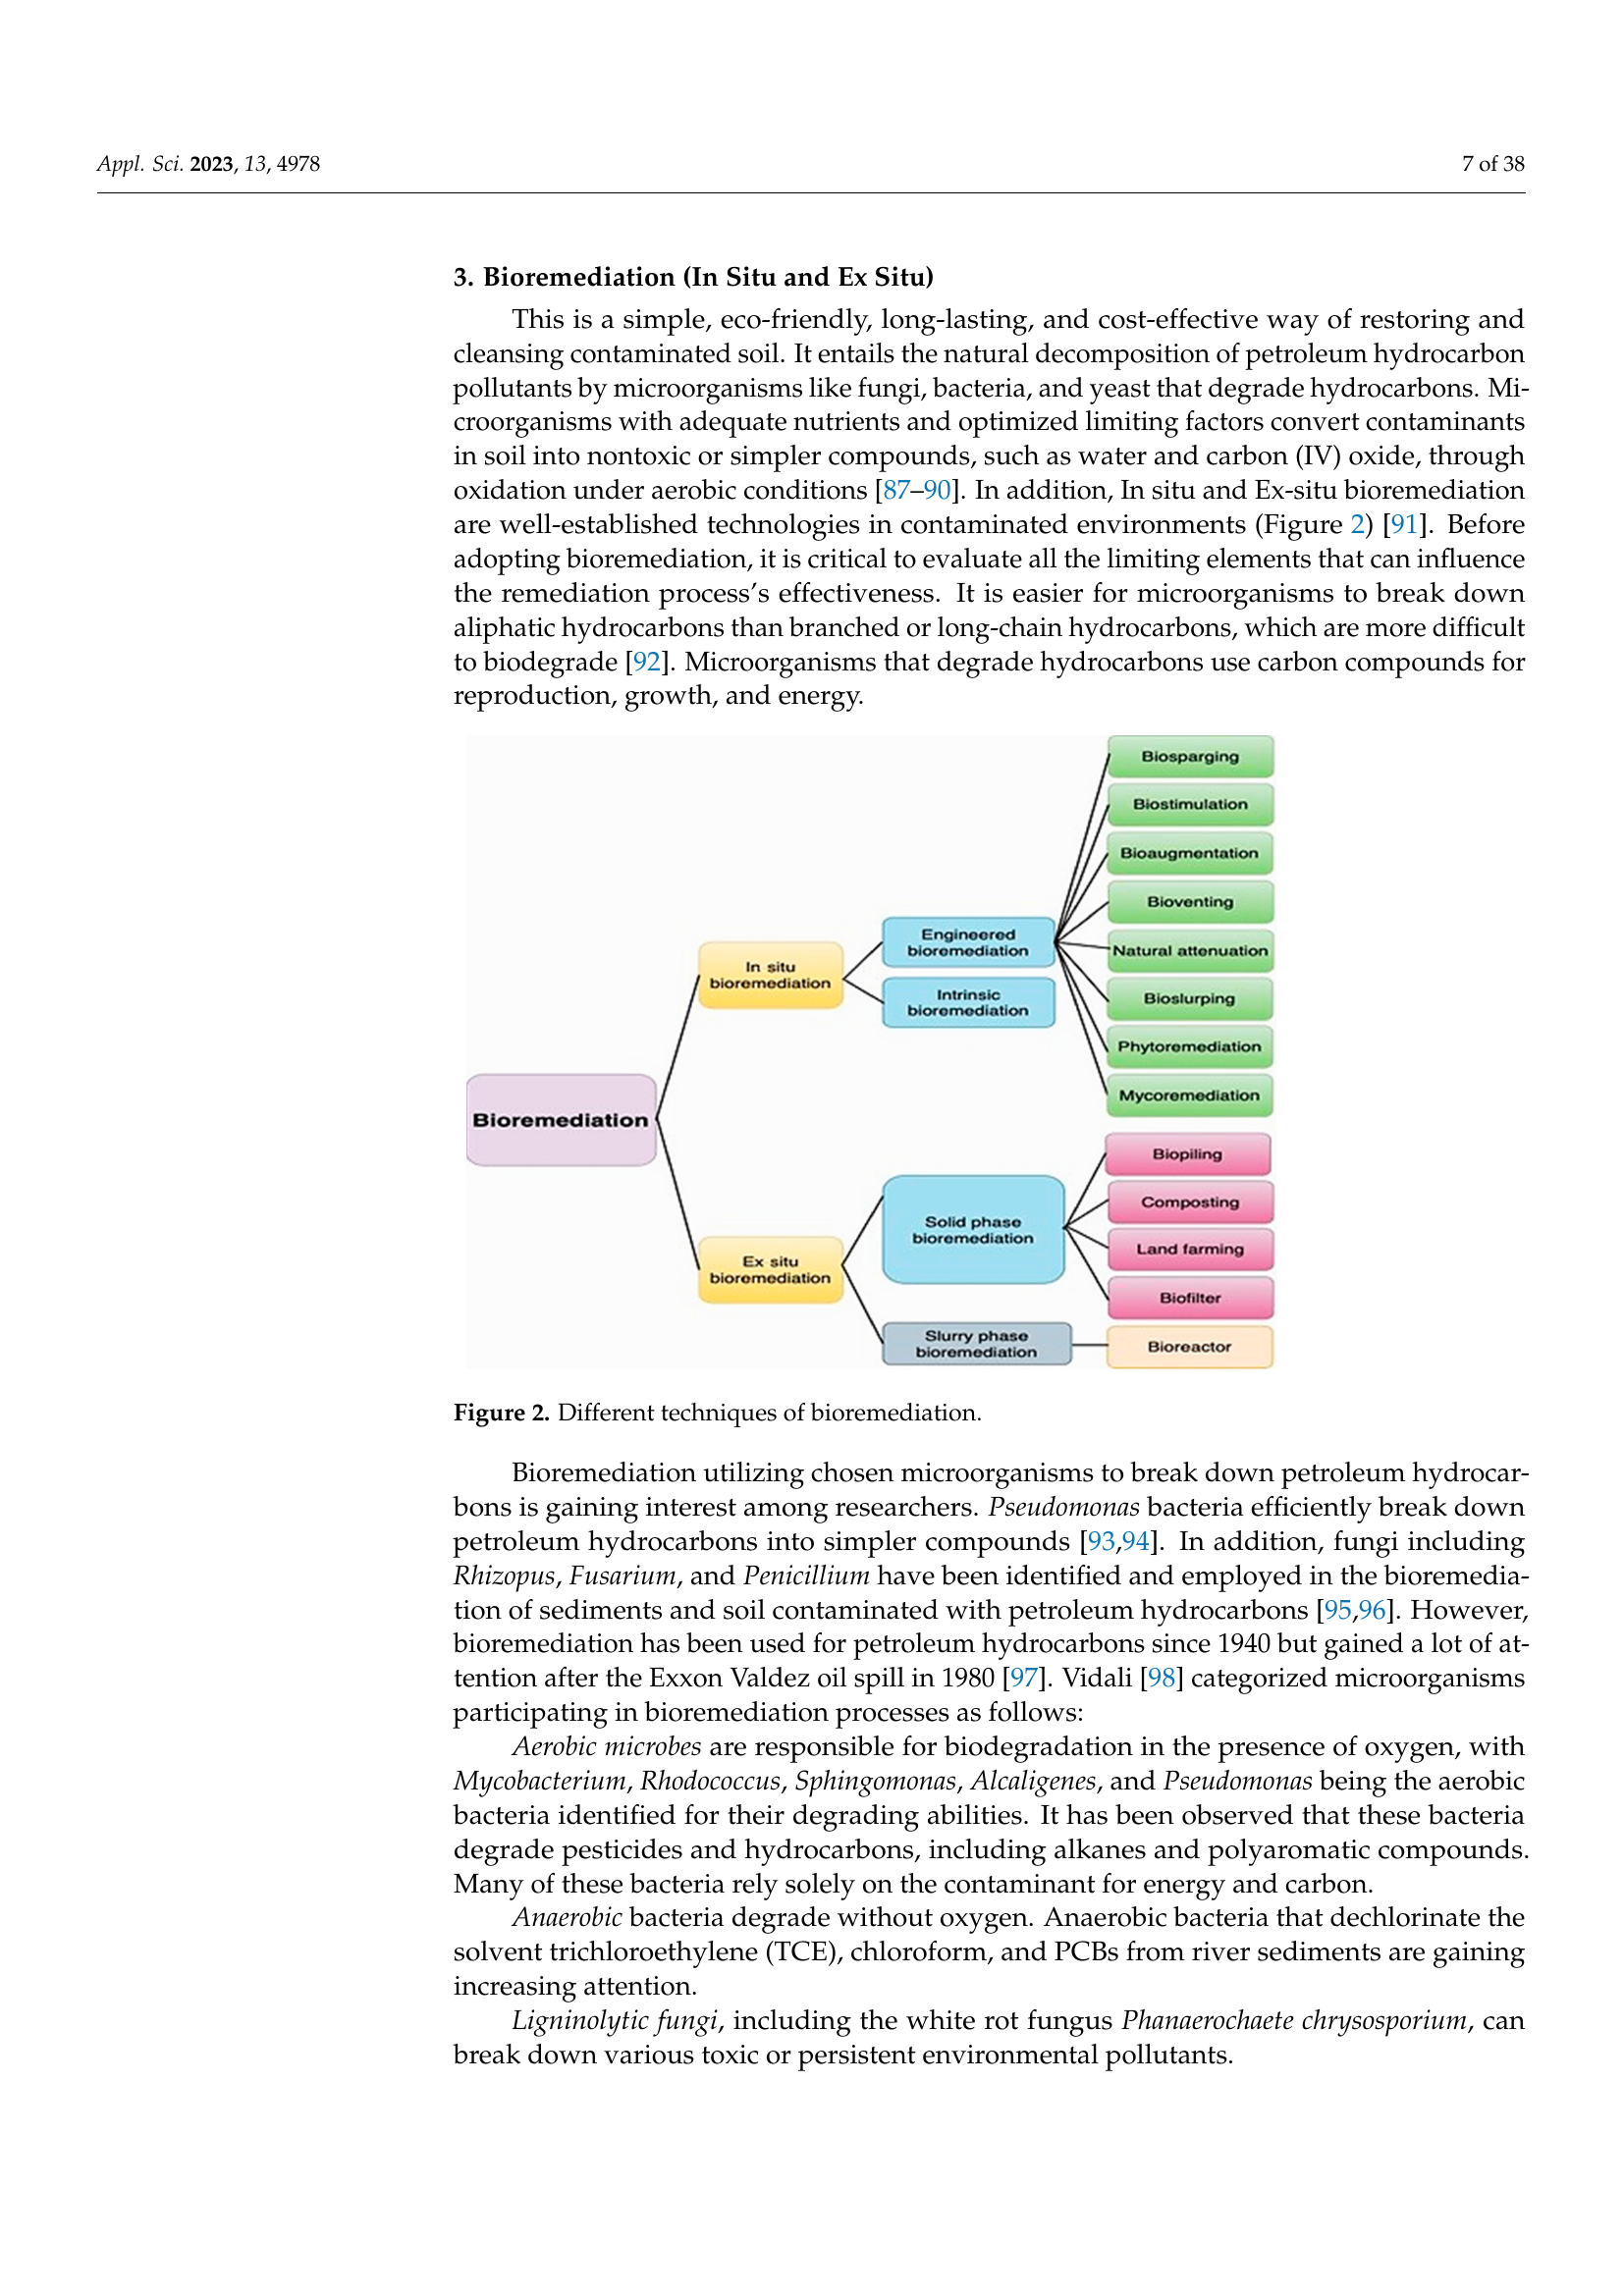 Appl. Sci. 2023, 13, 4978
7 of 38
3. Bioremediation (In Situ and Ex Situ)
This is a simple, eco-friendly, long-lasting, and cost-effective way of restoring and
cleansing contaminated soil. It entails the natural decomposition of petroleum hydrocarbon
pollutants by microorganisms like fungi, bacteria, and yeast that degrade hydrocarbons. Mi-
croorganisms with adequate nutrients and optimized limiting factors convert contaminants
in soil into nontoxic or simpler compounds, such as water and carbon (IV) oxide, through
oxidation under aerobic conditions [87–90]. In addition, In situ and Ex-situ bioremediation
are well-established technologies in contaminated environments (Figure 2) [91]. Before
adopting bioremediation, it is critical to evaluate all the limiting elements that can influence
the remediation process's effectiveness. It is easier for microorganisms to break down
aliphatic hydrocarbons than branched or long-chain hydrocarbons, which are more difficult
to biodegrade [92]. Microorganisms that degrade hydrocarbons use carbon compounds for
reproduction, growth, and energy.
Bioremediation
In situ
bioremediation
Engineered
bioremediation
Intrinsic
bioremediation
Biosparging
Biostimulation
Bioaugmentation
Bioventing
Natural attenuation
Bioslurping
Phytoremediation
Mycoremediation
Ex situ
bioremediation
Solid phase
bioremediation
Biopiling
Composting
Land farming
Biofilter
Slurry phase
bioremediation
Bioreactor
Figure 2. Different techniques of bioremediation.
Bioremediation utilizing chosen microorganisms to break down petroleum hydrocar-
bons is gaining interest among researchers. Pseudomonas bacteria efficiently break down
petroleum hydrocarbons into simpler compounds [93,94]. In addition, fungi including
Rhizopus, Fusarium, and Penicillium have been identified and employed in the bioremedia-
tion of sediments and soil contaminated with petroleum hydrocarbons [95,96]. However,
bioremediation has been used for petroleum hydrocarbons since 1940 but gained a lot of at-
tention after the Exxon Valdez oil spill in 1980 [97]. Vidali [98] categorized microorganisms
participating in bioremediation processes as follows:
Aerobic microbes are responsible for biodegradation in the presence of oxygen, with
Mycobacterium, Rhodococcus, Sphingomonas, Alcaligenes, and Pseudomonas being the aerobic
bacteria identified for their degrading abilities. It has been observed that these bacteria
degrade pesticides and hydrocarbons, including alkanes and polyaromatic compounds.
Many of these bacteria rely solely on the contaminant for energy and carbon.
Anaerobic bacteria degrade without oxygen. Anaerobic bacteria that dechlorinate the
solvent trichloroethylene (TCE), chloroform, and PCBs from river sediments are gaining
increasing attention.
Ligninolytic fungi, including the white rot fungus Phanaerochaete chrysosporium, can
break down various toxic or persistent environmental pollutants.